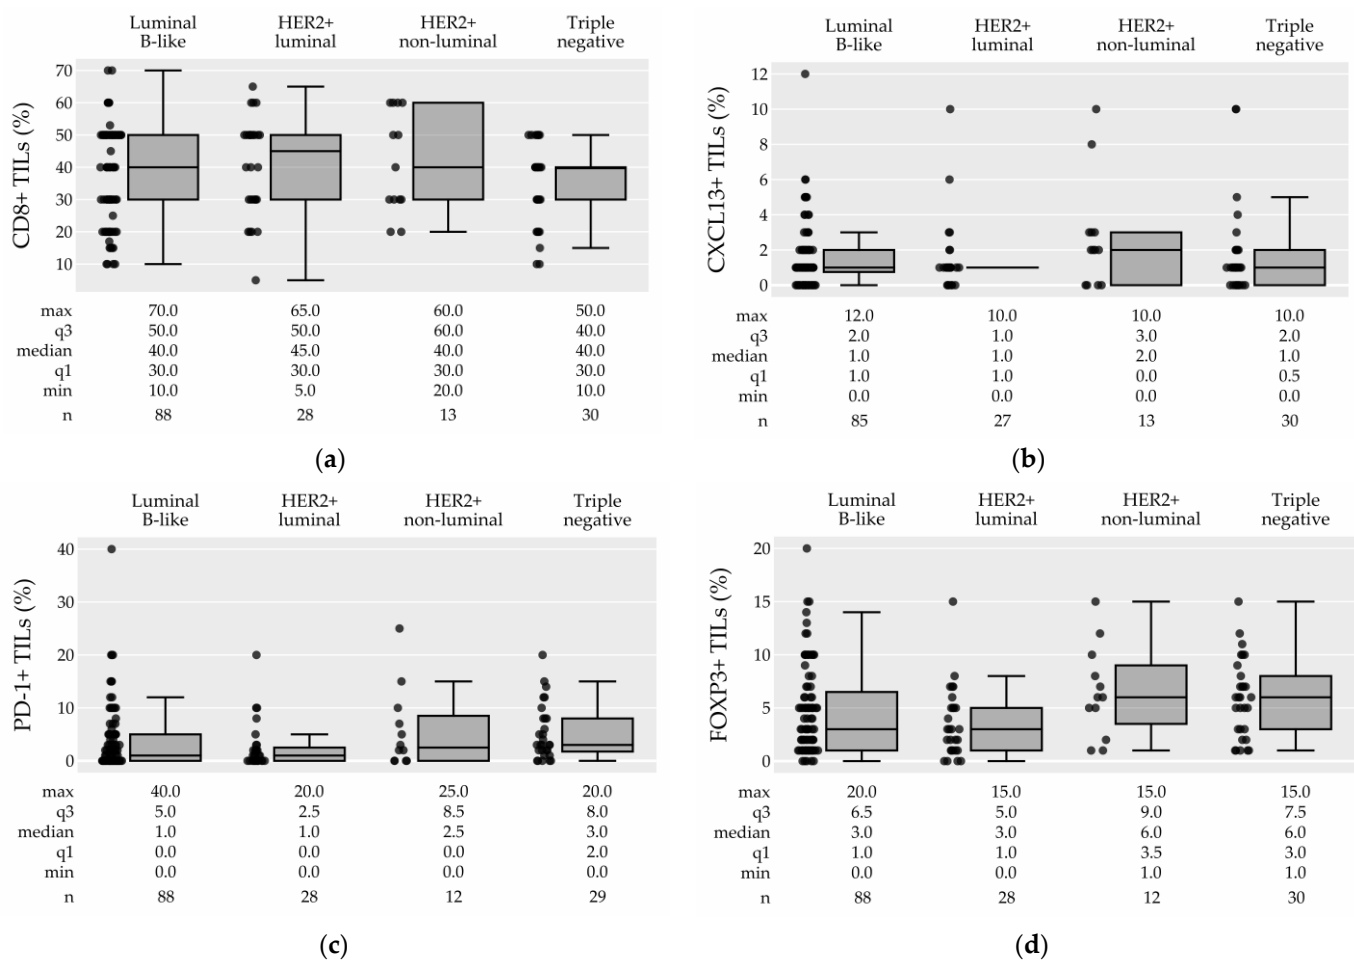 Luminal HER2+ HER2+ Triple
B-like luminal non-luminal negative
CD8+ TILs (%)
70
60
50
40
30
20
10
max 70.0 65.0 60.0 50.0
q3 50.0 50.0 60.0 40.0
median 40.0 45.0 40.0 40.0
q1 30.0 30.0 30.0 30.0
min 10.0 5.0 20.0 10.0
n 88 28 13 30
(a)
Luminal HER2+ HER2+ Triple
B-like luminal non-luminal negative
CXCL13+ TILs (%)
12
10
8
6
4
2
0
max 12.0 10.0 10.0 10.0
q3 2.0 1.0 3.0 2.0
median 1.0 1.0 2.0 1.0
q1 1.0 1.0 0.0 0.5
min 0.0 0.0 0.0 0.0
n 85 27 13 30
(b)
Luminal HER2+ HER2+ Triple
B-like luminal non-luminal negative
PD-1+ TILs (%)
40
30
20
10
0
max 40.0 20.0 25.0 20.0
q3 5.0 2.5 8.5 8.0
median 1.0 1.0 2.5 3.0
q1 0.0 0.0 0.0 2.0
min 0.0 0.0 0.0 0.0
n 88 28 12 29
(c)
Luminal HER2+ HER2+ Triple
B-like luminal non-luminal negative
FOXP3+ TILs (%)
20
15
10
5
0
max 20.0 15.0 15.0 15.0
q3 6.5 5.0 9.0 7.5
median 3.0 3.0 6.0 6.0
q1 1.0 1.0 3.5 3.0
min 0.0 0.0 1.0 1.0
n 88 28 12 30
(d)